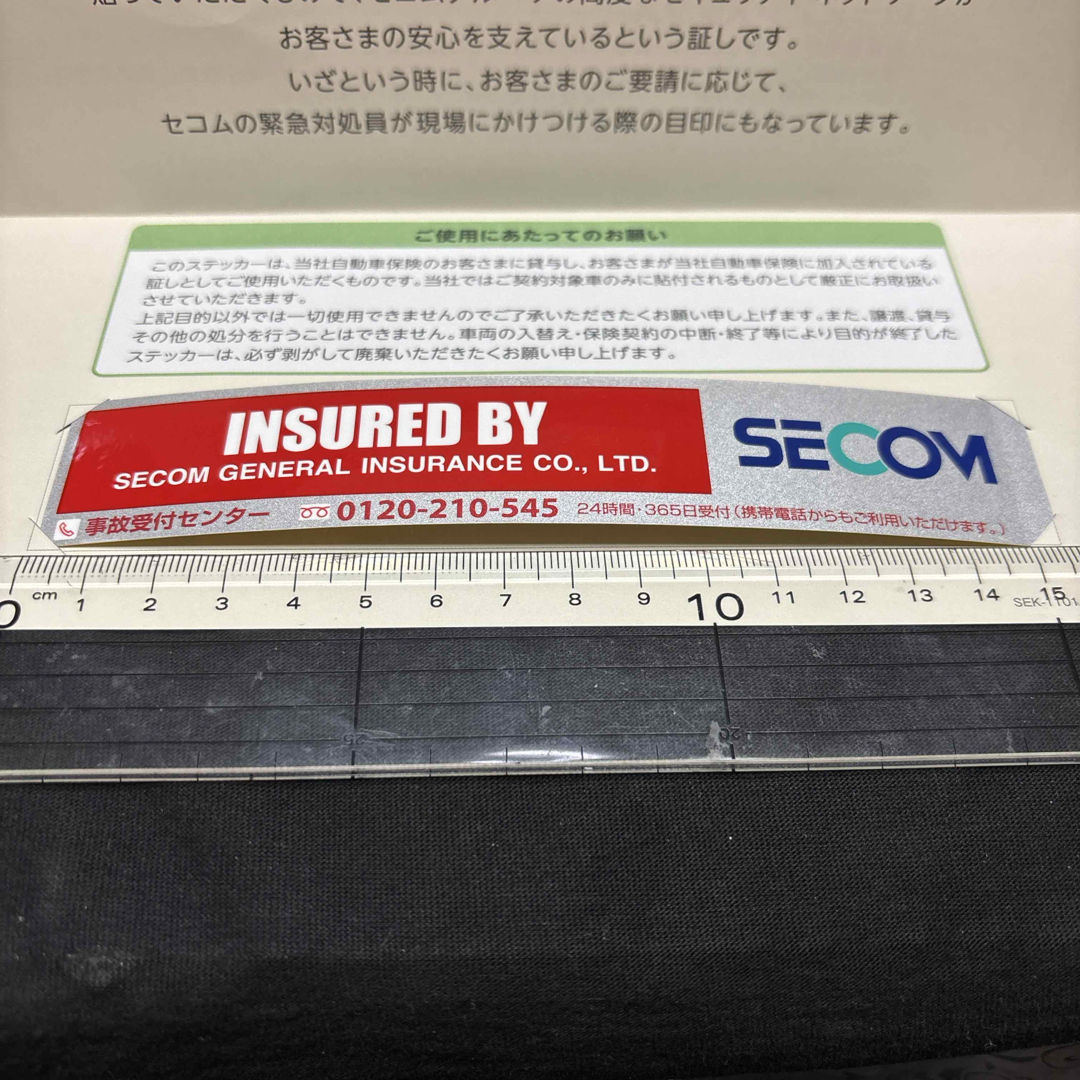 お客さまの安心を支えているという証しです。
いざという時に、お客さまのご要請に応じて、
セコムの緊急対処員が現場にかけつける際の目印にもなっています。
ご使用にあたってのお願い
このステッカーは、当社自動車保険のお客さまに貸与し、お客さまが当社自動車保険に加入されている
証しとしてご使用いただくものです。当社ではご契約対象車のみに貼付されるものとして厳正にお取扱い
させていただきます。
上記目的以外では一切使用できませんのでご了承いただきたくお願い申し上げます。また、譲渡、貸与
その他の処分を行うことはできません。車両の入替え・保険契約の中断・終了等により目的が終了した
ステッカーは、必ず剥がして廃棄いただきたくお願い申し上げます。
INSURED BY
SECOM GENERAL INSURANCE CO., LTD.
SECOM
事故受付センター 0120-210-545 24時間・365日受付(携帯電話からもご利用いただけます。)
0 cm 1 2 3 4 5 6 7 8 9 10 11 12 13 14 15
20